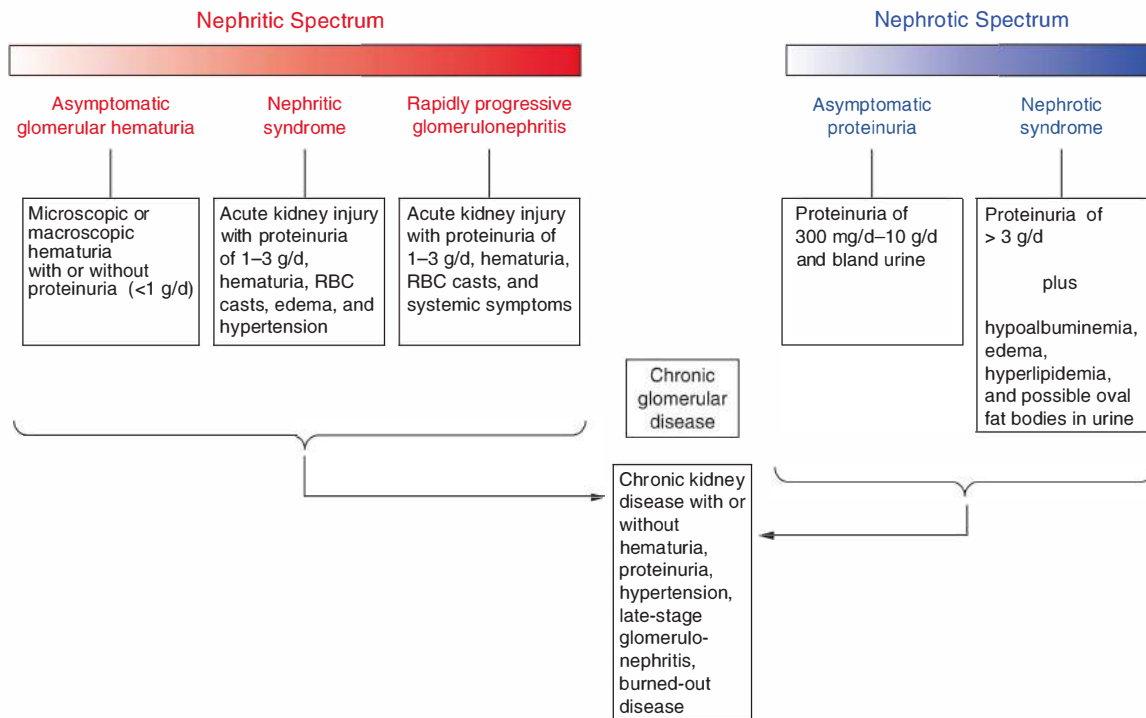 Nephritic Spectrum
Asymptomatic
glomerular hematuria
Nephritic
syndrome
Rapidly progressive
glomerulonephritis
Microscopic or
macroscopic
hematuria
with or without
proteinuria (<1 g/d)
Acute kidney injury
with proteinuria
of 1–3 g/d,
hematuria, RBC
casts, edema, and
hypertension
Acute kidney injury
with proteinuria of
1–3 g/d, hematuria,
RBC casts, and
systemic symptoms
Nephrotic Spectrum
Asymptomatic
proteinuria
Nephrotic
syndrome
Proteinuria of
300 mg/d–10 g/d
and bland urine
Proteinuria of
> 3 g/d
plus
hypoalbuminemia,
edema,
hyperlipidemia,
and possible oval
fat bodies in urine
Chronic
glomerular
disease
Chronic kidney
disease with or
without
hematuria,
proteinuria,
hypertension,
late-stage
glomerulo-
nephritis,
burned-out
disease